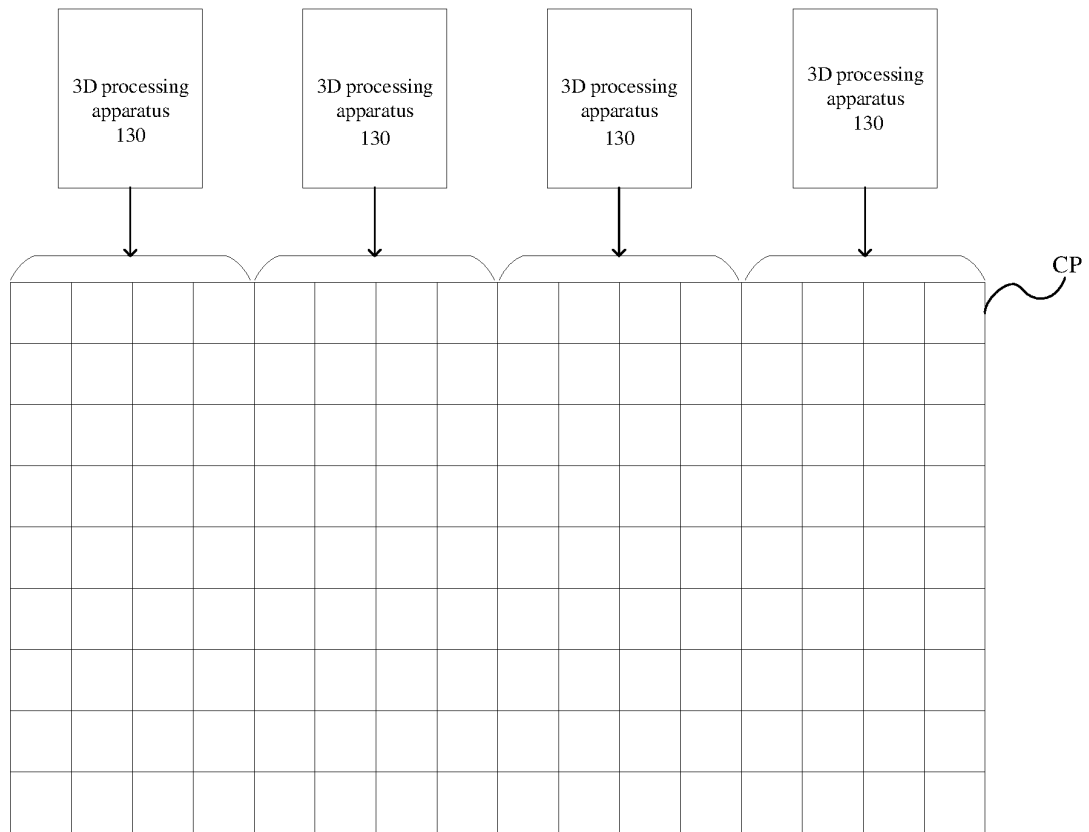 3D processing
apparatus
130
3D processing
apparatus
130
3D processing
apparatus
130
3D processing
apparatus
130
CP